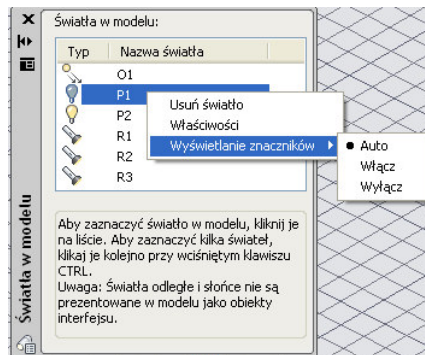 Światła w modelu:
Typ Nazwa światła
O1
P1
P2
R1
R2
R3
Usuń światło
Właściwości
Wyświetlanie znaczników
Auto
Włącz
Wyłącz
Aby zaznaczyć światło w modelu, kliknij je
na liście. Aby zaznaczyć kilka świateł,
klikaj je kolejno przy wciśniętym klawiszu
CTRL.
Uwaga: Światła odległe i słońce nie są
prezentowane w modelu jako obiekty
interfejsu.
Światła w modelu